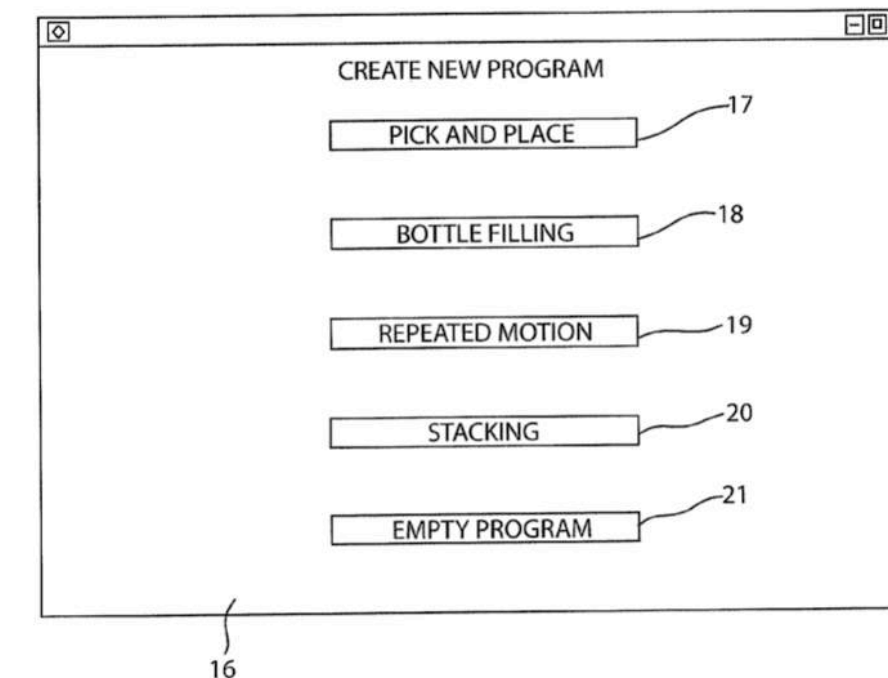 CREATE NEW PROGRAM
PICK AND PLACE
17
BOTTLE FILLING
18
REPEATED MOTION
19
STACKING
20
EMPTY PROGRAM
21
16